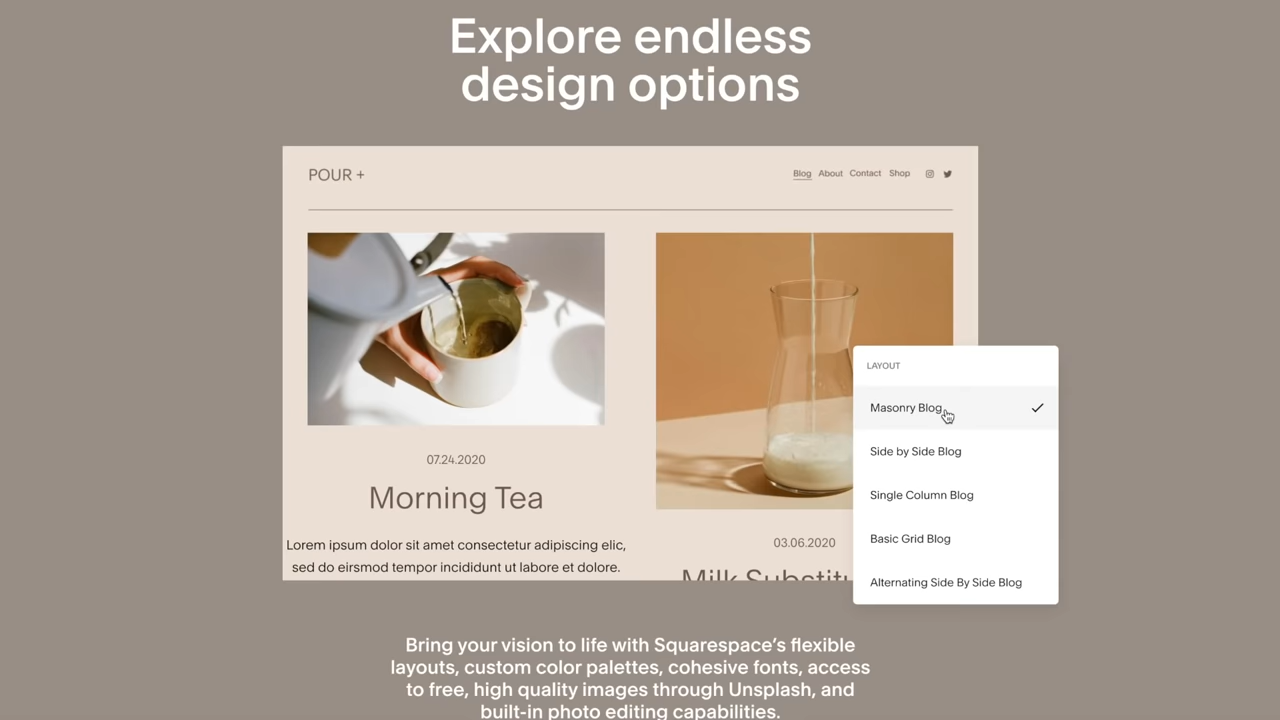 Explore endless
design options
POUR +
Blog About Contact Shop
07.24.2020
Morning Tea
Lorem ipsum dolor sit amet consectetur adipiscing elic,
sed do eirsmod tempor incididunt ut labore et dolore.
03.06.2020
Milk
LAYOUT
Masonry Blog
Side by Side Blog
Single Column Blog
Basic Grid Blog
Alternating Side By Side Blog
Bring your vision to life with Squarespace's flexible
layouts, custom color palettes, cohesive fonts, access
to free, high quality images through Unsplash, and
built-in photo editing capabilities.